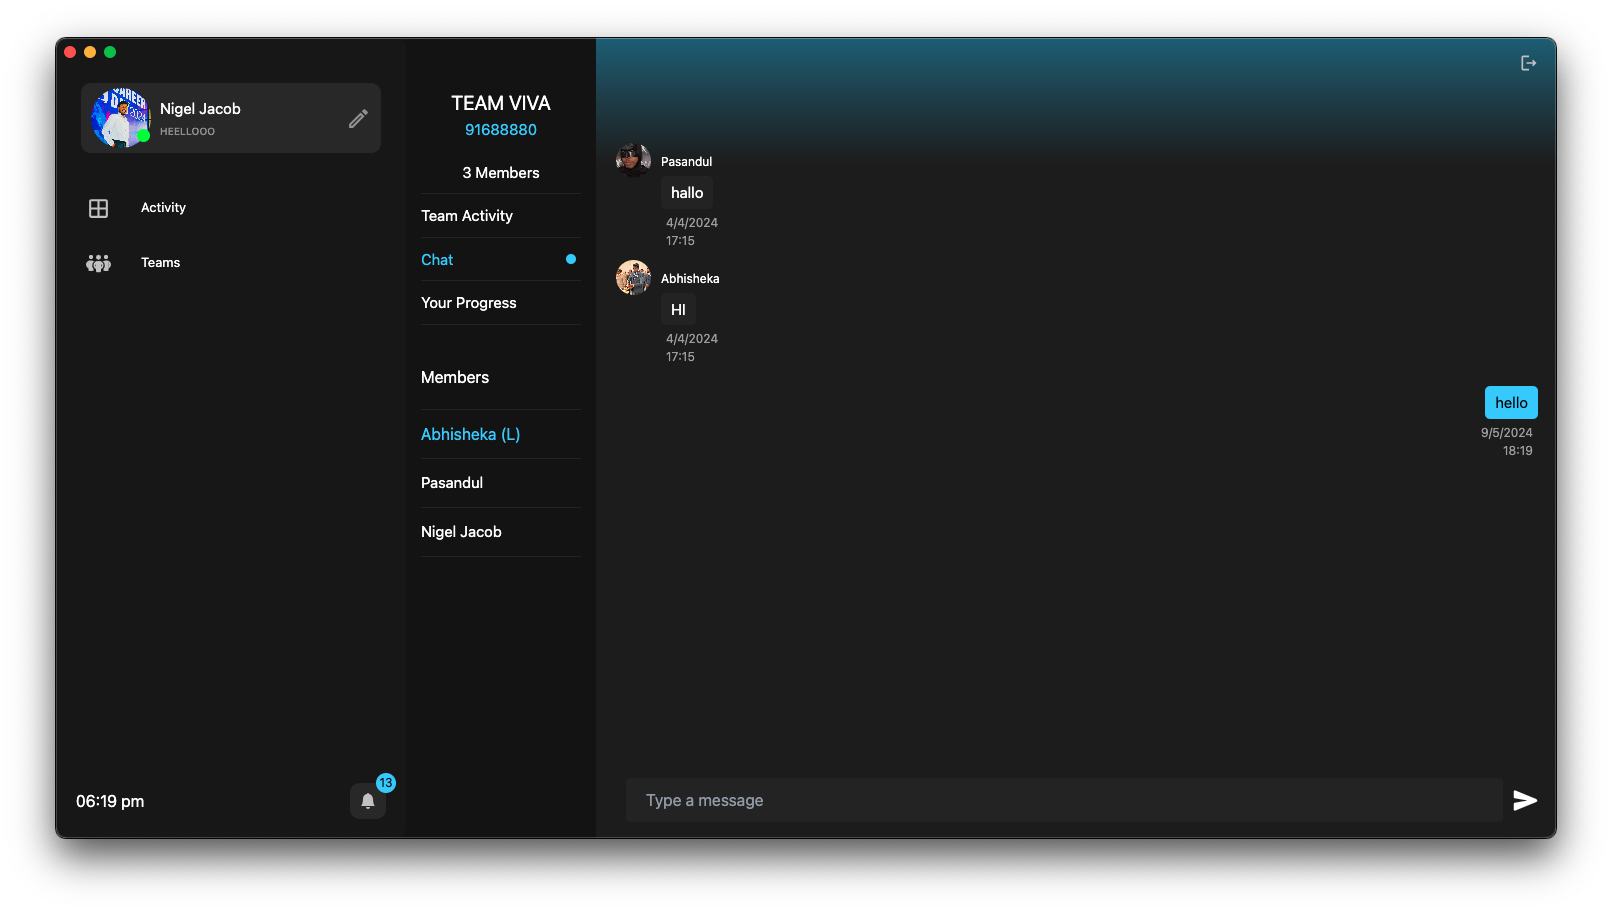 Nigel Jacob
HEELLOOO
Activity
Teams
06:19 pm
13
TEAM VIVA
91688880
3 Members
Team Activity
Chat
Your Progress
Members
Abhisheka (L)
Pasandul
Nigel Jacob
Pasandul
hallo
4/4/2024
17:15
Abhisheka
HI
4/4/2024
17:15
hello
9/5/2024
18:19
Type a message